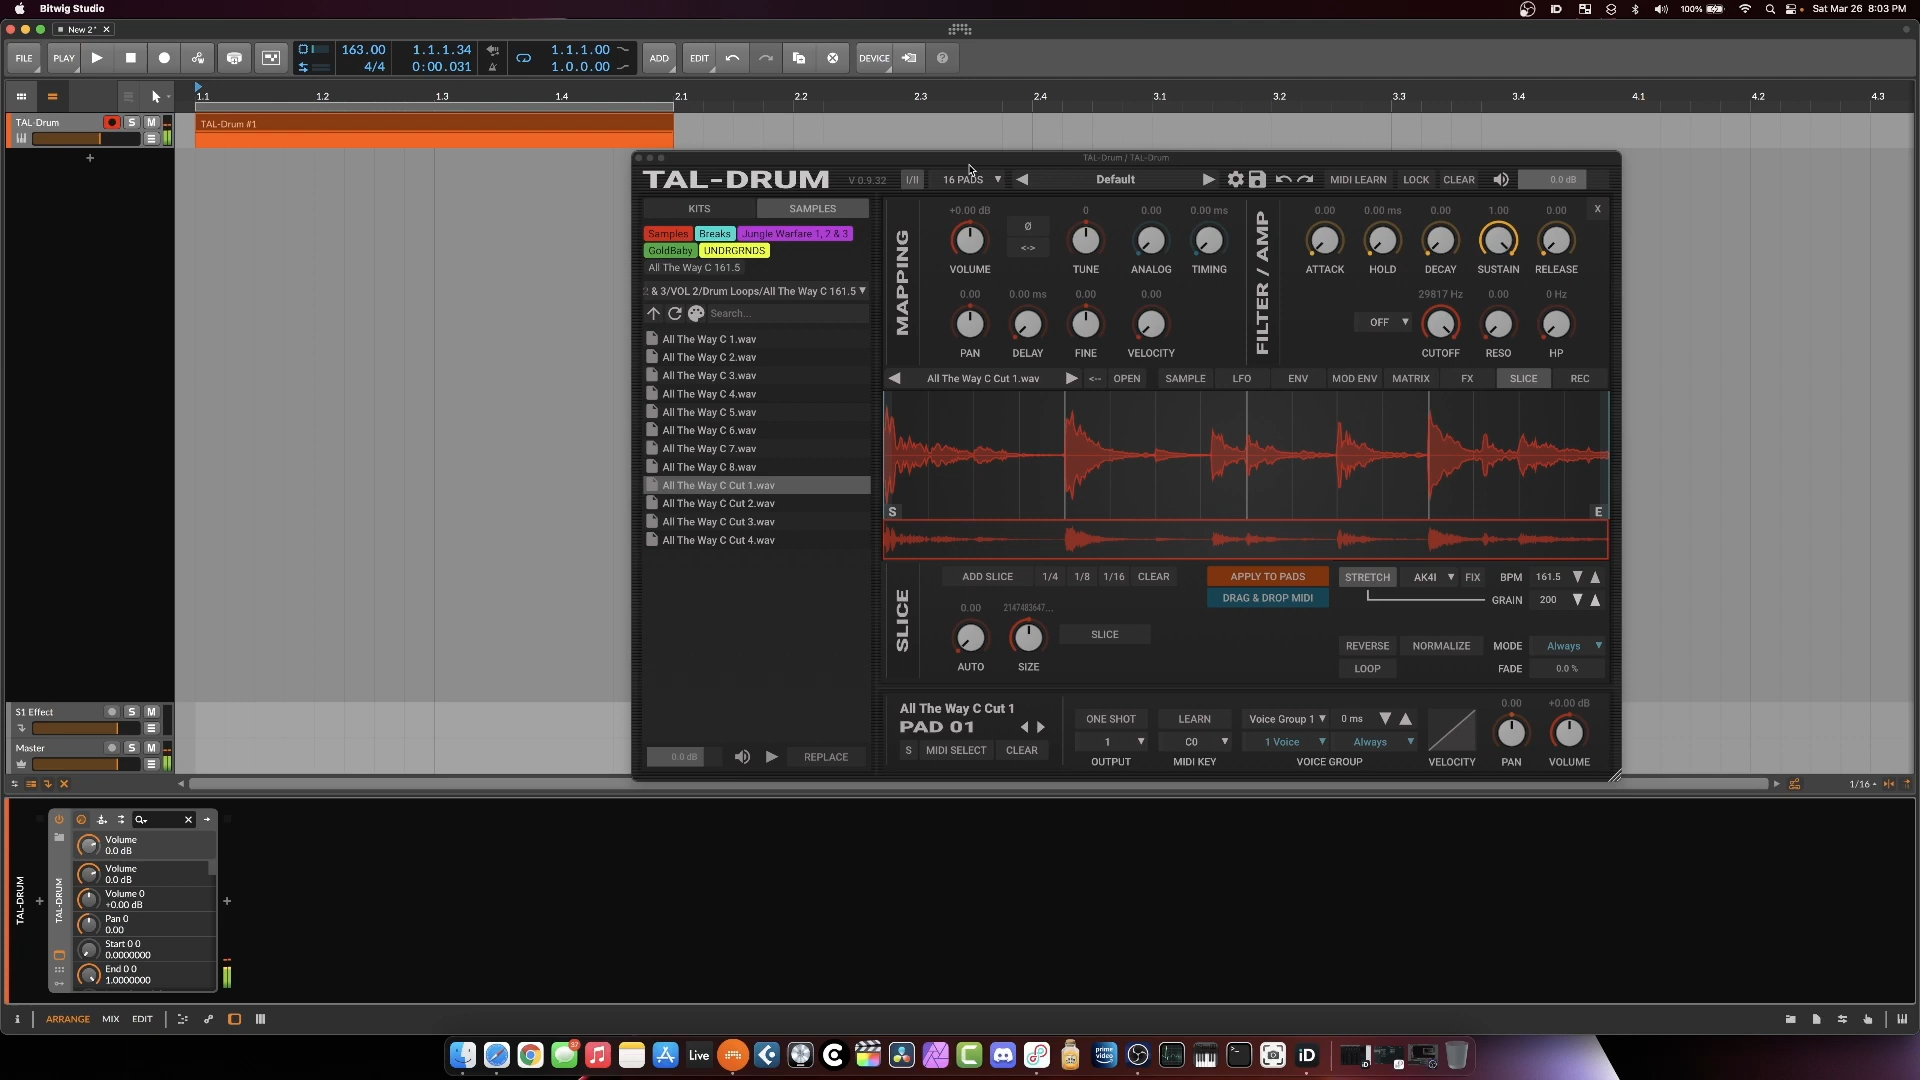 Bitwig Studio
100%
Sat Mar 26 8:03 PM
New 2*
FILE
PLAY
163.00
4/4
1.1.1.34
0:00.031
1.1.1.00
1.0.0.00
ADD
EDIT
DEVICE
1.1 1.2 1.3 1.4 2.1 2.2 2.3 2.4 3.1 3.2 3.3 3.4 4.1 4.2 4.3
TAL-Drum
S M
TAL-Drum #1
TAL-Drum / TAL-Drum
TAL-DRUM
V 0.9.32
I/II
16 PADS
Default
MIDI LEARN
LOCK
CLEAR
0.0 dB
KITS
SAMPLES
Samples
Breaks
Jungle Warfare 1, 2 & 3
GoldBaby
UNDRGRNDS
All The Way C 161.5
& 3/VOL 2/Drum Loops/All The Way C 161.5
Search...
All The Way C 1.wav
All The Way C 2.wav
All The Way C 3.wav
All The Way C 4.wav
All The Way C 5.wav
All The Way C 6.wav
All The Way C 7.wav
All The Way C 8.wav
All The Way C Cut 1.wav
All The Way C Cut 2.wav
All The Way C Cut 3.wav
All The Way C Cut 4.wav
0.0 dB
REPLACE
MAPPING
+0.00 dB
VOLUME
Ø
<->
0
TUNE
0.00
ANALOG
0.00 ms
TIMING
0.00
PAN
0.00 ms
DELAY
0.00
FINE
0.00
VELOCITY
FILTER / AMP
X
0.00
ATTACK
0.00 ms
HOLD
0.00
DECAY
1.00
SUSTAIN
0.00
RELEASE
OFF
29817 Hz
CUTOFF
0.00
RESO
0 Hz
HP
All The Way C Cut 1.wav
<--
OPEN
SAMPLE
LFO
ENV
MOD ENV
MATRIX
FX
SLICE
REC
S
E
SLICE
ADD SLICE
1/4
1/8
1/16
CLEAR
APPLY TO PADS
DRAG & DROP MIDI
0.00
AUTO
2147483647...
SIZE
SLICE
STRETCH
AK4I
FIX
BPM
161.5
GRAIN
200
REVERSE
NORMALIZE
MODE
Always
LOOP
FADE
0.0 %
All The Way C Cut 1
PAD 01
S
MIDI SELECT
CLEAR
ONE SHOT
1
OUTPUT
LEARN
C0
MIDI KEY
Voice Group 1
0 ms
1 Voice
Always
VOICE GROUP
VELOCITY
0.00
PAN
+0.00 dB
VOLUME
S1 Effect
S M
Master
S M
1/16
TAL-DRUM
TAL-DRUM
Volume
0.0 dB
Volume
0.0 dB
Volume 0
+0.00 dB
Pan 0
0.00
Start 0 0
0.0000000
End 0 0
1.0000000
i
ARRANGE
MIX
EDIT
37
Live
prime video
iD